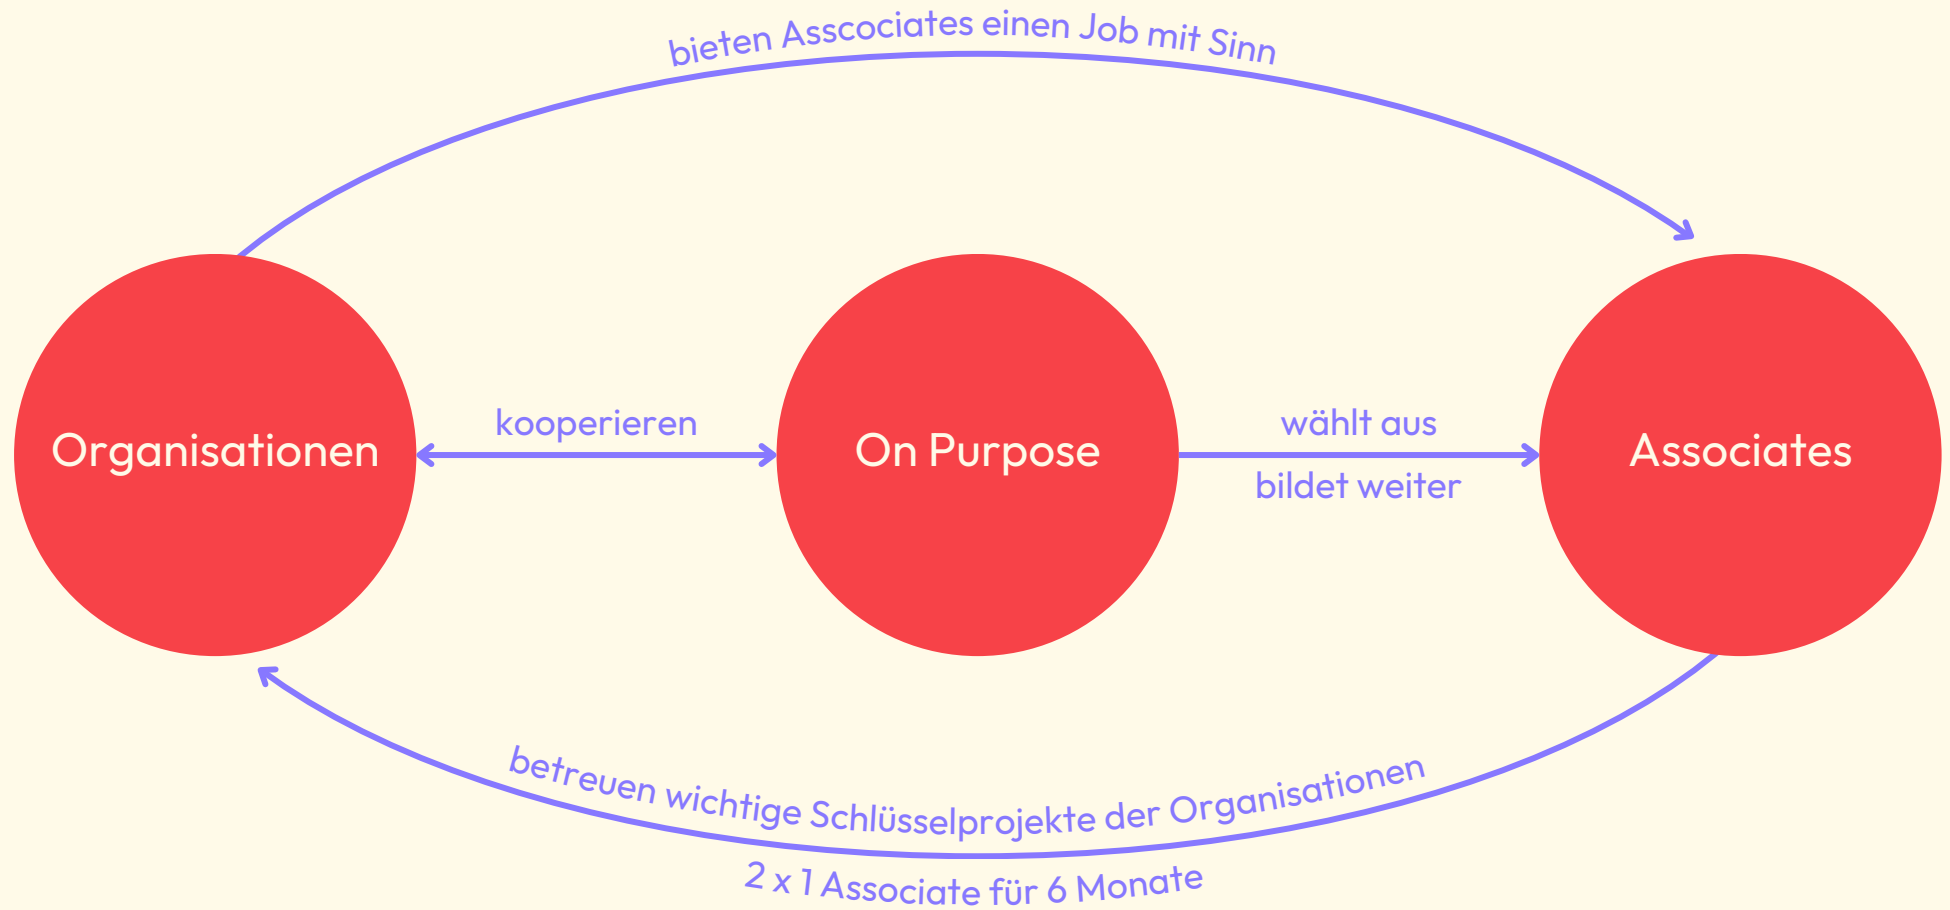 bieten Asscociates einen Job mit Sinn
Organisationen
kooperieren
On Purpose
wählt aus
bildet weiter
Associates
betreuen wichtige Schlüsselprojekte der Organisationen
2 x 1 Associate für 6 Monate